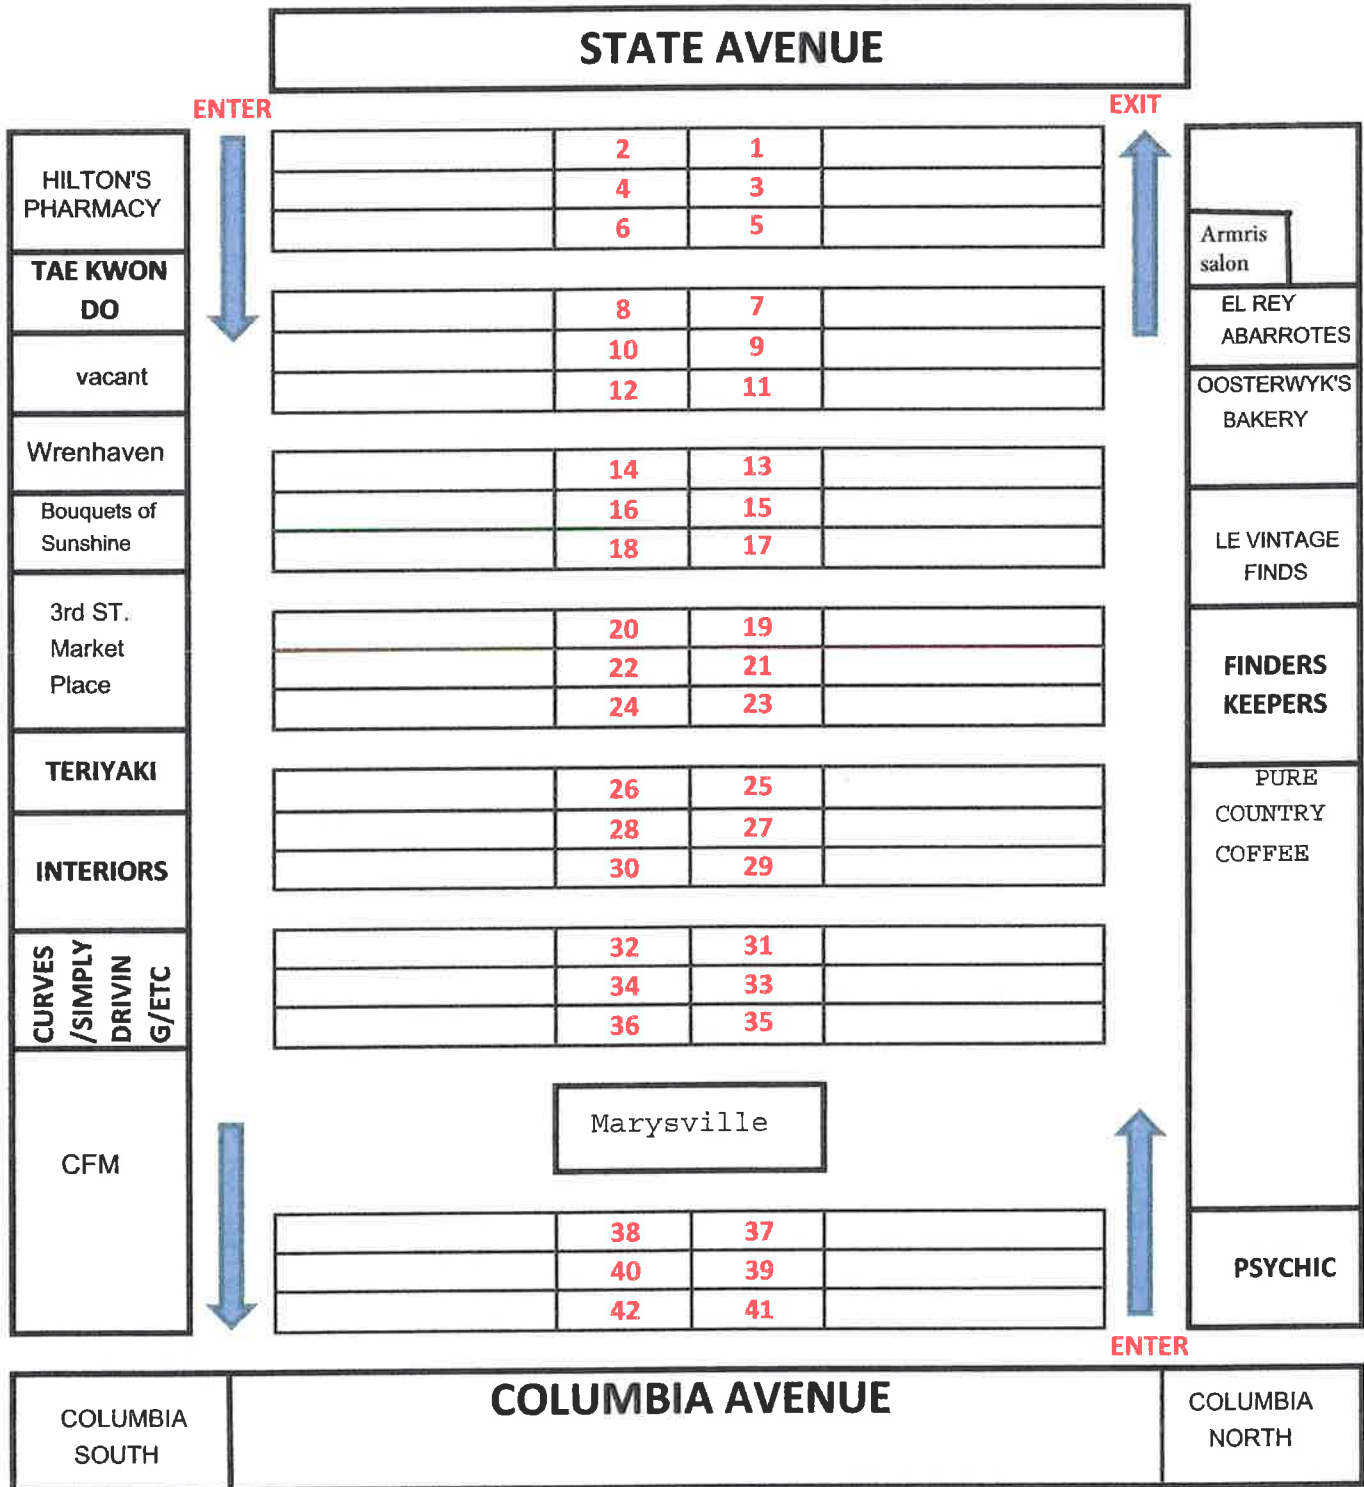 STATE AVENUE
ENTER
EXIT
HILTON'S
PHARMACY
TAE KWON
DO
vacant
Wrenhaven
Bouquets of
Sunshine
3rd ST.
Market
Place
TERIYAKI
INTERIORS
CURVES
/SIMPLY
DRIVIN
G/ETC
CFM
2 1
4 3
6 5
8 7
10 9
12 11
14 13
16 15
18 17
20 19
22 21
24 23
26 25
28 27
30 29
32 31
34 33
36 35
Marysville
38 37
40 39
42 41
Armris
salon
EL REY
ABARROTES
OOSTERWYK'S
BAKERY
LE VINTAGE
FINDS
FINDERS
KEEPERS
PURE
COUNTRY
COFFEE
PSYCHIC
ENTER
COLUMBIA
SOUTH
COLUMBIA AVENUE
COLUMBIA
NORTH